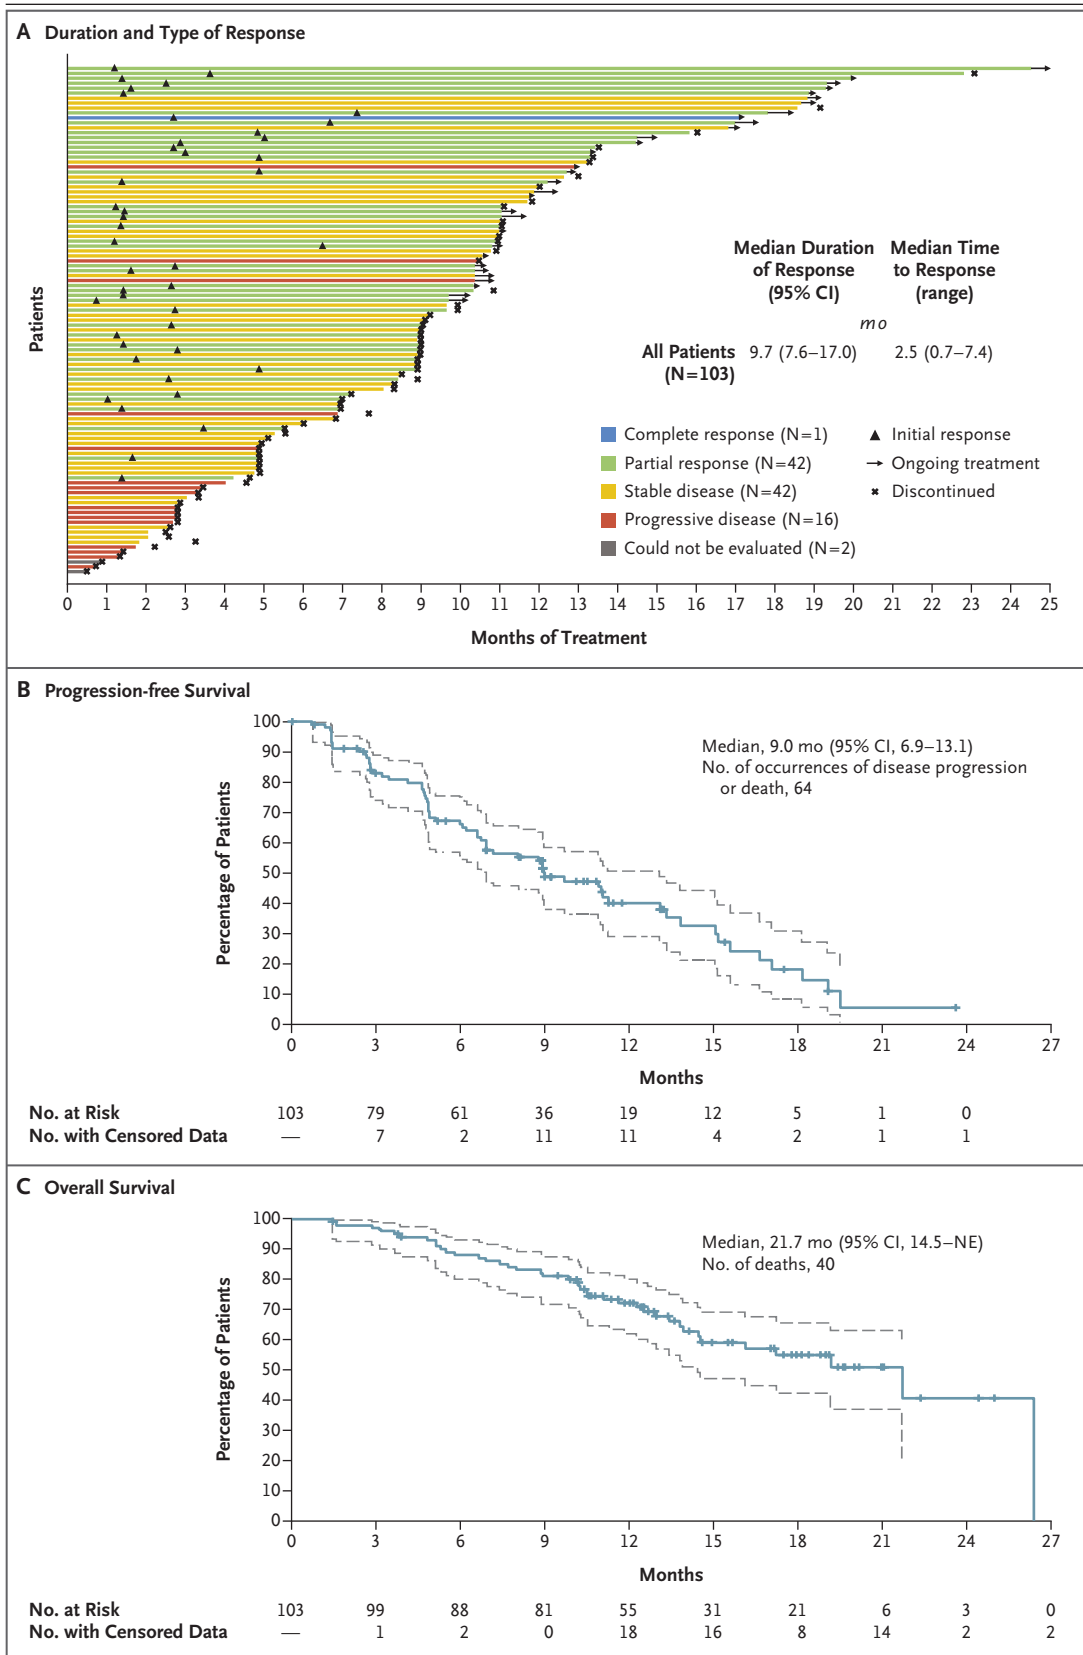 A Duration and Type of Response
Patients
Median Duration of Response (95% CI)
Median Time to Response (range)
mo
All Patients (N=103)
9.7 (7.6–17.0)
2.5 (0.7–7.4)
Complete response (N=1)
Partial response (N=42)
Stable disease (N=42)
Progressive disease (N=16)
Could not be evaluated (N=2)
Initial response
Ongoing treatment
Discontinued
0 1 2 3 4 5 6 7 8 9 10 11 12 13 14 15 16 17 18 19 20 21 22 23 24 25
Months of Treatment
B Progression-free Survival
Percentage of Patients
100
90
80
70
60
50
40
30
20
10
0
Median, 9.0 mo (95% CI, 6.9–13.1)
No. of occurrences of disease progression
or death, 64
0 3 6 9 12 15 18 21 24 27
Months
No. at Risk 103 79 61 36 19 12 5 1 0
No. with Censored Data — 7 2 11 11 4 2 1 1
C Overall Survival
Percentage of Patients
100
90
80
70
60
50
40
30
20
10
0
Median, 21.7 mo (95% CI, 14.5–NE)
No. of deaths, 40
0 3 6 9 12 15 18 21 24 27
Months
No. at Risk 103 99 88 81 55 31 21 6 3 0
No. with Censored Data — 1 2 0 18 16 8 14 2 2